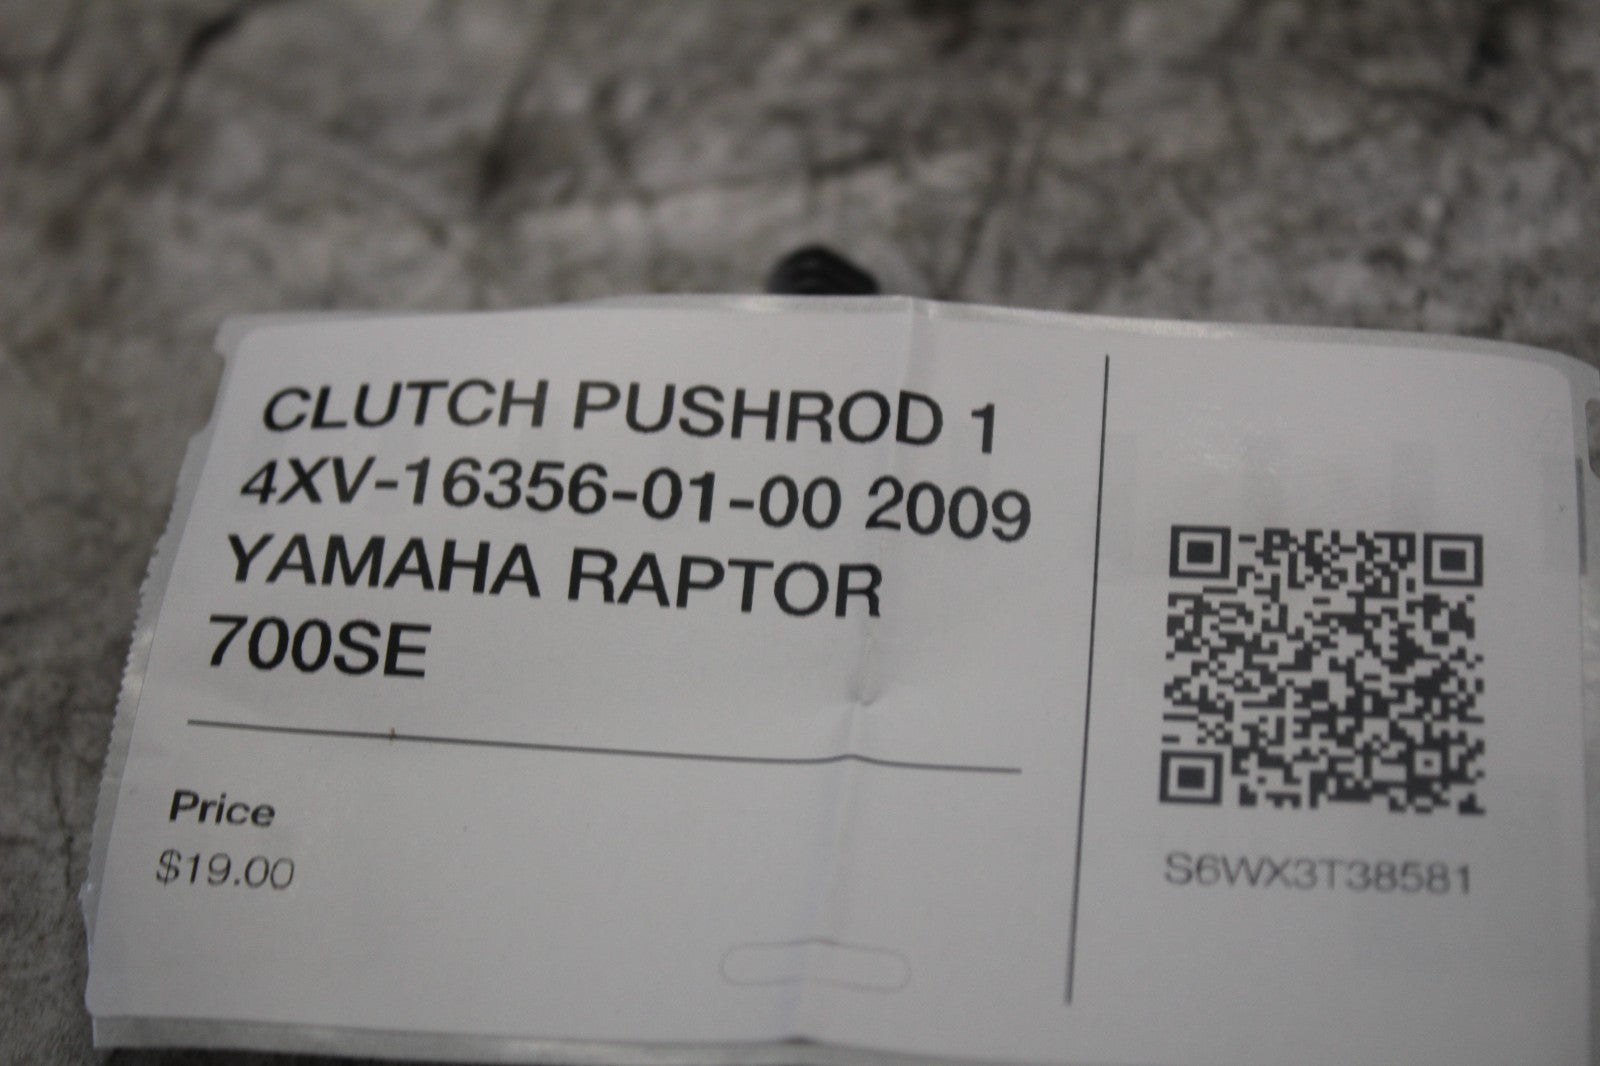 CLUTCH PUSHROD 1
4XV-16356-01-00 2009
YAMAHA RAPTOR
700SE
Price
$19.00
S6WX3T38581